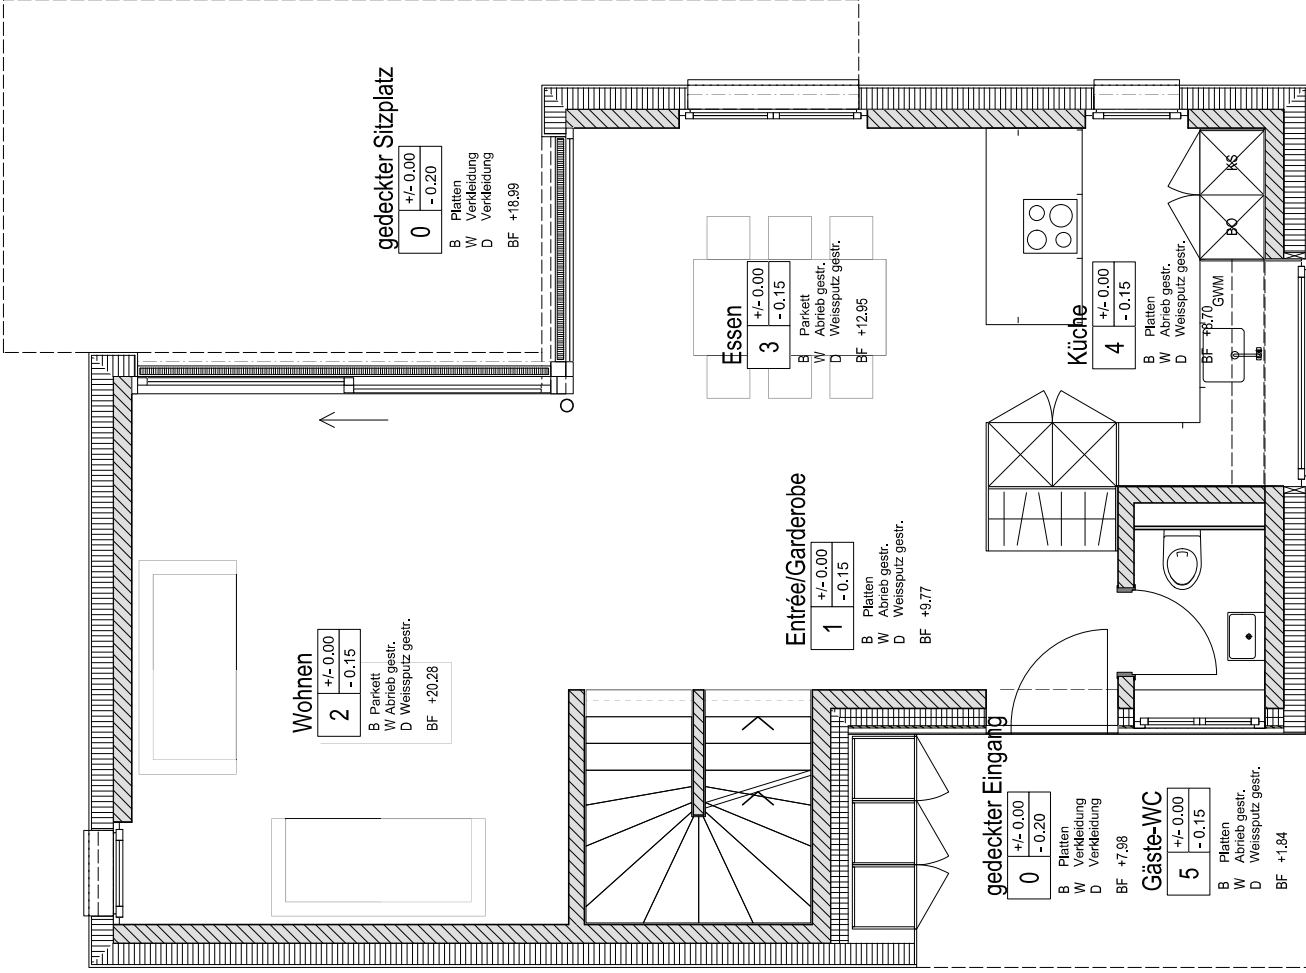 gedeckter Sitzplatz
0
+/- 0.00
- 0.20
B Platten
W Verkleidung
D Verkleidung
BF +18.99
Essen
3
+/- 0.00
- 0.15
B Parkett
W Abrieb gestr.
D Weissputz gestr.
BF +12.95
Küche
4
+/- 0.00
- 0.15
B Platten
W Abrieb gestr.
D Weissputz gestr.
BF +8.70
GWM
KS
BO
Entrée/Garderobe
1
+/- 0.00
- 0.15
B Platten
W Abrieb gestr.
D Weissputz gestr.
BF +9.77
Wohnen
2
+/- 0.00
- 0.15
B Parkett
W Abrieb gestr.
D Weissputz gestr.
BF +20.28
gedeckter Eingang
0
+/- 0.00
- 0.20
B Platten
W Verkleidung
D Verkleidung
BF +7.98
Gäste-WC
5
+/- 0.00
- 0.15
B Platten
W Abrieb gestr.
D Weissputz gestr.
BF +1.84